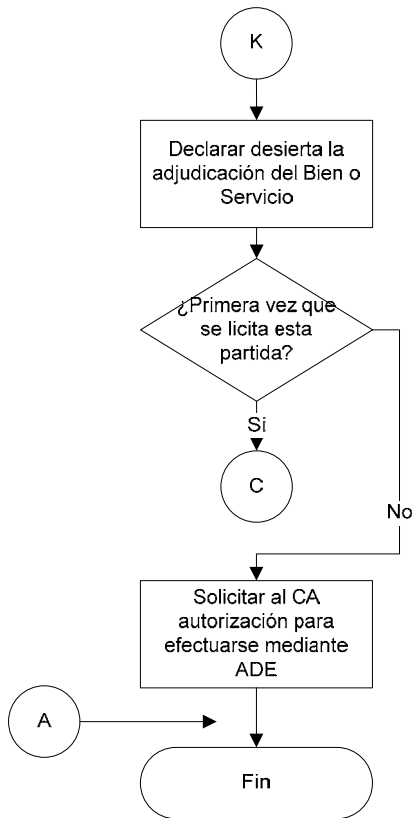 K
Declarar desierta la
adjudicación del Bien o
Servicio
¿Primera vez que
se licita esta
partida?
Si
C
No
Solicitar al CA
autorización para
efectuarse mediante
ADE
A
Fin